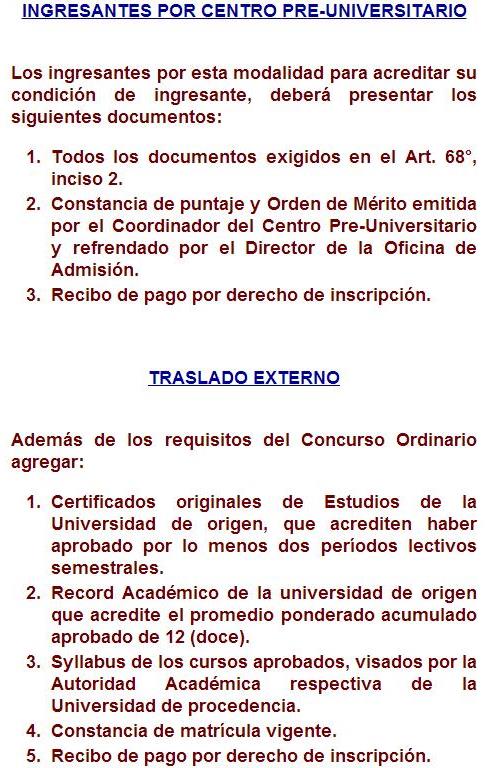 INGRESANTES POR CENTRO PRE-UNIVERSITARIO
Los ingresantes por esta modalidad para acreditar su
condición de ingresante, deberá presentar los
siguientes documentos:
1. Todos los documentos exigidos en el Art. 68°,
inciso 2.
2. Constancia de puntaje y Orden de Mérito emitida
por el Coordinador del Centro Pre-Universitario
y refrendado por el Director de la Oficina de
Admisión.
3. Recibo de pago por derecho de inscripción.
TRASLADO EXTERNO
Además de los requisitos del Concurso Ordinario
agregar:
1. Certificados originales de Estudios de la
Universidad de origen, que acrediten haber
aprobado por lo menos dos períodos lectivos
semestrales.
2. Record Académico de la universidad de origen
que acredite el promedio ponderado acumulado
aprobado de 12 (doce).
3. Syllabus de los cursos aprobados, visados por la
Autoridad Académica respectiva de la
Universidad de procedencia.
4. Constancia de matrícula vigente.
5. Recibo de pago por derecho de inscripción.